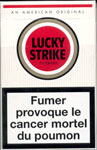 AN AMERICAN ORIGINAL
LUCKY
STRIKE
Fumer
provoque le
cancer mortel
du poumon